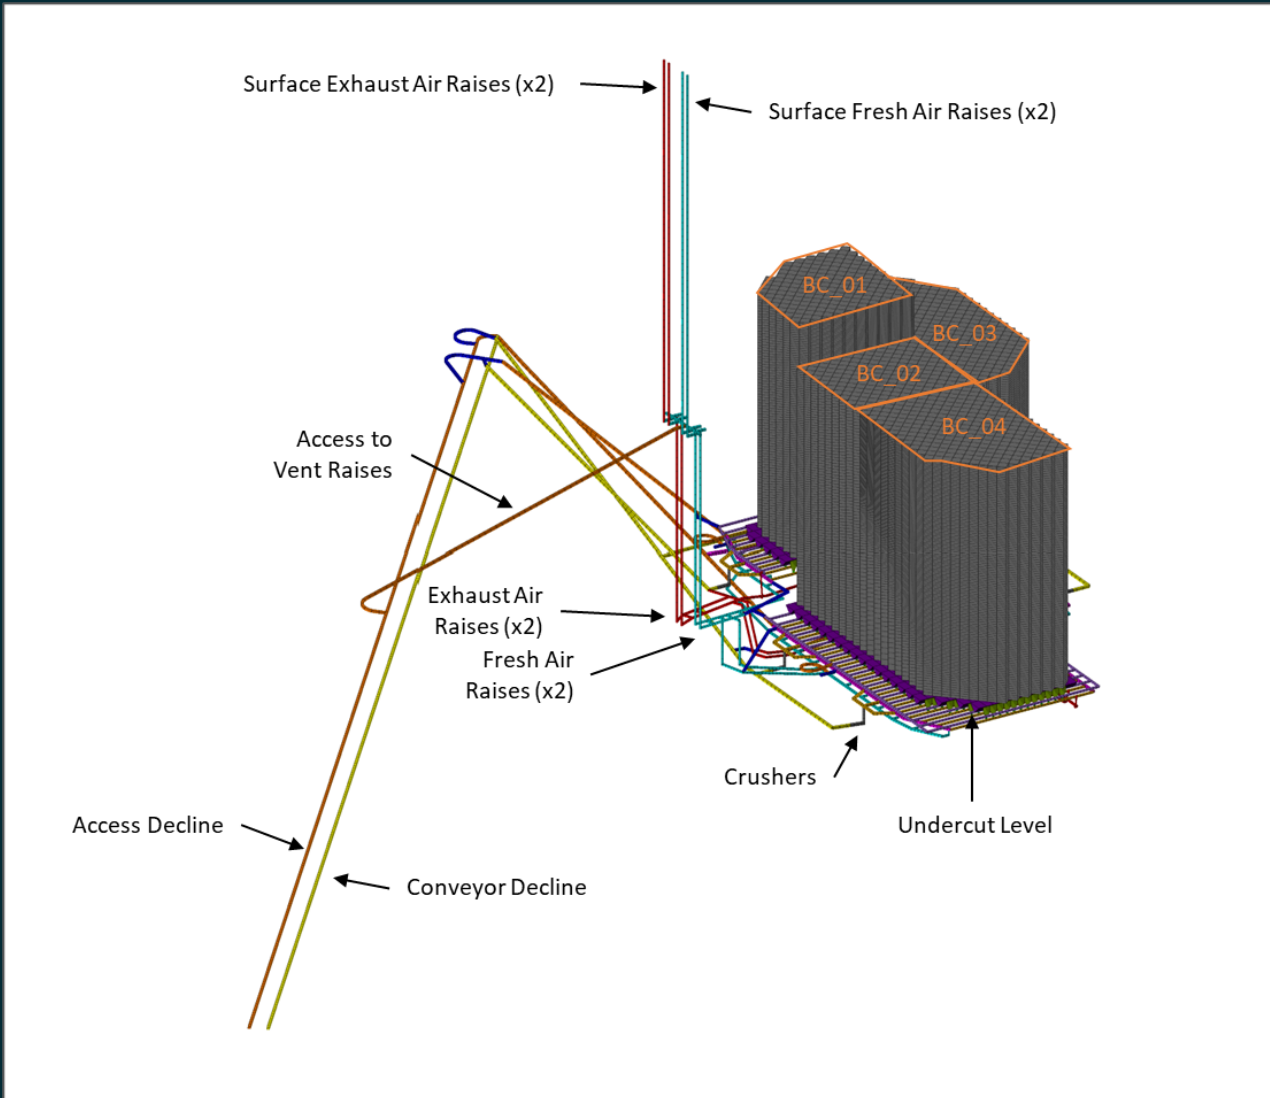 Surface Exhaust Air Raises (x2)
Surface Fresh Air Raises (x2)
BC_01
BC_03
BC_02
BC_04
Access to
Vent Raises
Exhaust Air
Raises (x2)
Fresh Air
Raises (x2)
Crushers
Access Decline
Undercut Level
Conveyor Decline